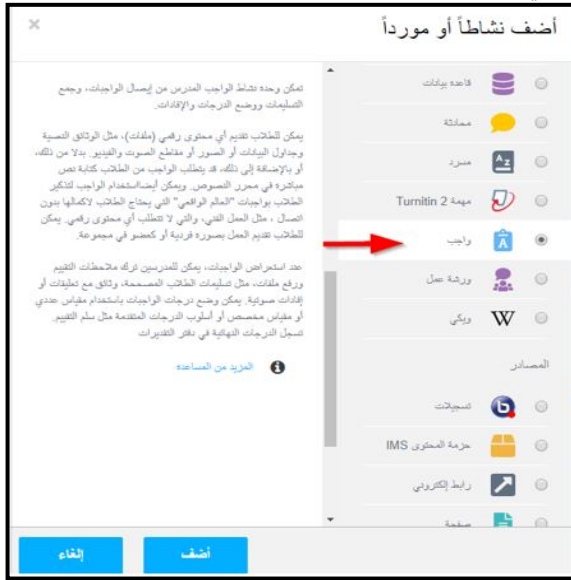 أضف نشاطاً أو مورداً
×
قاعدة بيانات
محادثة
مسرد
مهمة Turnitin 2
واجب
ورشة عمل
ويكي
المصادر
تسجيلات
حزمة المحتوى IMS
رابط إلكتروني
صفحة
تمكن وحدة نشاط الواجب المدرس من إيصال الواجبات، وجمع
التسليمات ووضع الدرجات والإفادات.
يمكن للطلاب تقديم أي محتوى رقمي (ملفات)، مثل الوثائق النصية
وجداول البيانات أو الصور أو مقاطع الصوت والفيديو. بدلا من ذلك،
أو بالإضافة إلى ذلك، قد يتطلب الواجب من الطلاب كتابة نص
مباشرة في محرر النصوص. ويمكن أيضااستخدام الواجب لتذكير
الطلاب بواجبات "العالم الواقعي" التي يحتاج الطلاب لاكمالها بدون
اتصال ، مثل العمل الفني، والتي لا تتطلب أي محتوى رقمي. يمكن
للطلاب تقديم العمل بصورة فردية أو كعضو في مجموعة.
عند استعراض الواجبات، يمكن للمدرسين ترك ملاحظات التقييم
ورفع ملفات، مثل تسليمات الطلاب المصححة، وثائق مع تعليقات أو
إفادات صوتية. يمكن وضع درجات الواجبات باستخدام مقياس عددي
أو مقياس مخصص أو أسلوب الدرجات المتقدمة مثل سلم التقييم.
تسجل الدرجات النهائية في دفتر التقديرات
المزيد من المساعدة
أضف
إلغاء